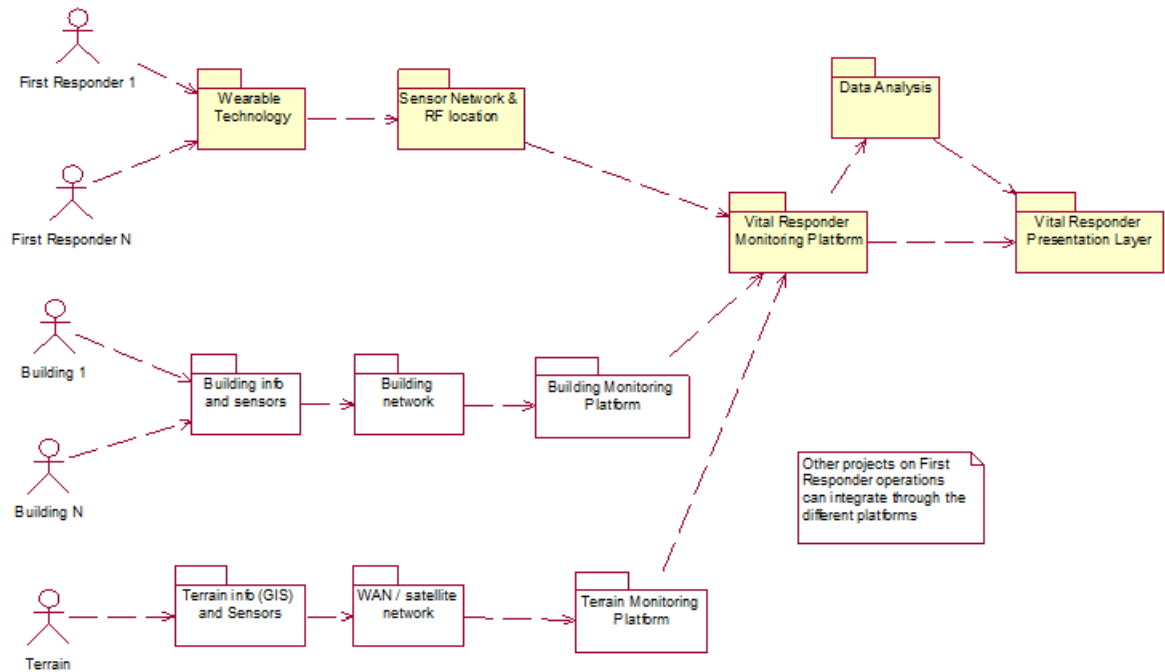 First Responder 1
Wearable
Technology
Sensor Network &
RF location
Data Analysis
First Responder N
Vital Responder
Monitoring Platform
Vital Responder
Presentation Layer
Building 1
Building info
and sensors
Building
network
Building Monitoring
Platform
Building N
Other projects on First
Responder operations
can integrate through the
different platforms
Terrain info (GIS)
and Sensors
WAN / satellite
network
Terrain Monitoring
Platform
Terrain